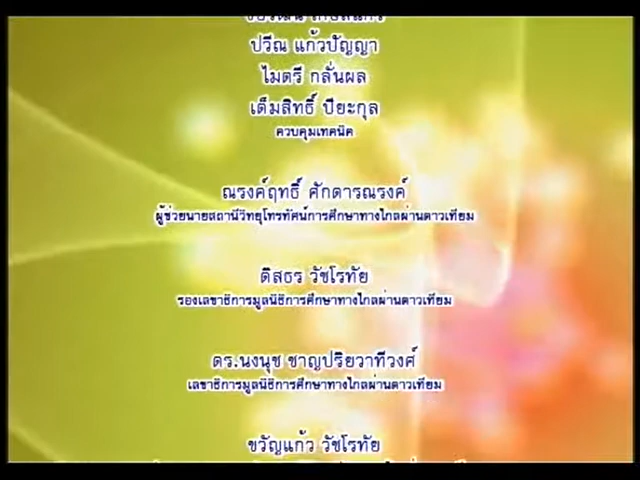 ปวีณ แก้วปัญญา
ไมตรี กลั่นผล
เต็มสิทธิ์ ปิยะกุล
ควบคุมเทคนิค
ณรงค์ฤทธิ์ ศักดารณรงค์
ผู้ช่วยนายสถานีวิทยุโทรทัศน์การศึกษาทางไกลผ่านดาวเทียม
ดิสธร วัชโรทัย
รองเลขาธิการมูลนิธิการศึกษาทางไกลผ่านดาวเทียม
ดร.นงนุช ชาญปริยวาทีวงศ์
เลขาธิการมูลนิธิการศึกษาทางไกลผ่านดาวเทียม
ขวัญแก้ว วัชโรทัย